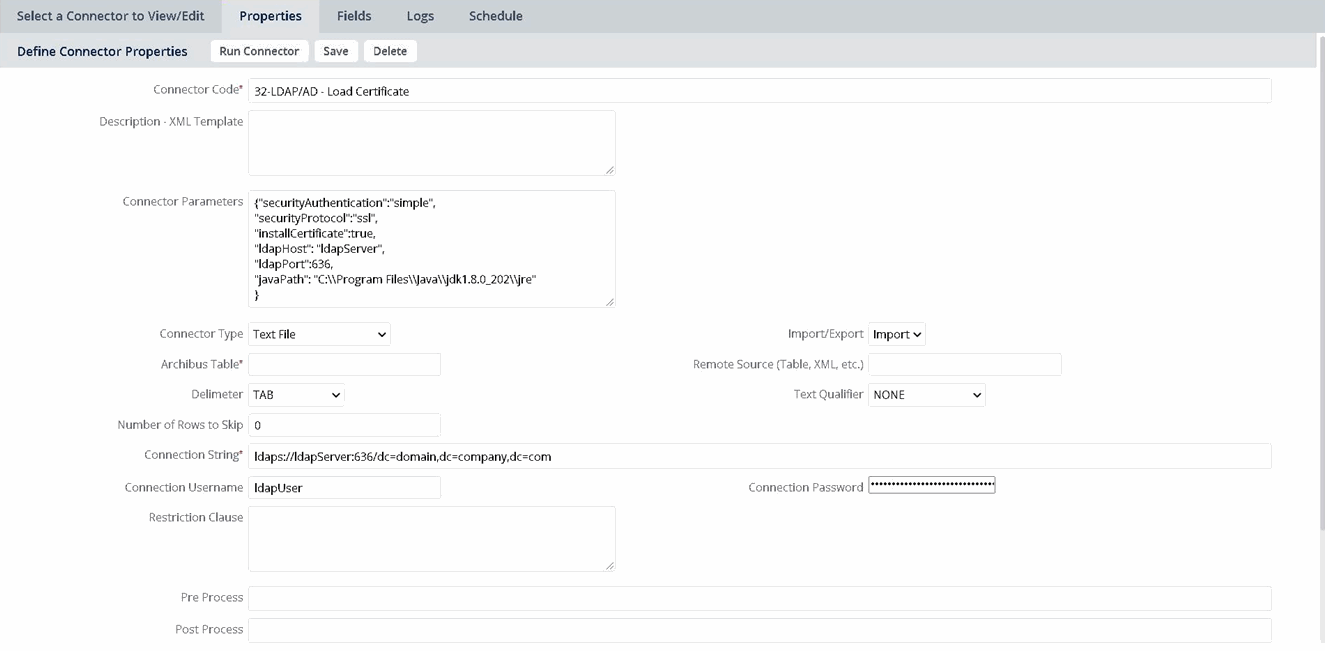 Select a Connector to View/Edit Properties Fields Logs Schedule
Define Connector Properties Run Connector Save Delete
Connector Code* 32-LDAP/AD - Load Certificate
Description - XML Template
Connector Parameters {"securityAuthentication":"simple",
"securityProtocol":"ssl",
"installCertificate":true,
"ldapHost": "ldapServer",
"ldapPort":636,
"javaPath": "C:\\Program Files\\Java\\jdk1.8.0_202\\jre"
}
Connector Type Text File Import/Export Import
Archibus Table* Remote Source (Table, XML, etc.)
Delimeter TAB Text Qualifier NONE
Number of Rows to Skip 0
Connection String* ldaps://ldapServer:636/dc=domain,dc=company,dc=com
Connection Username ldapUser Connection Password
Restriction Clause
Pre Process
Post Process